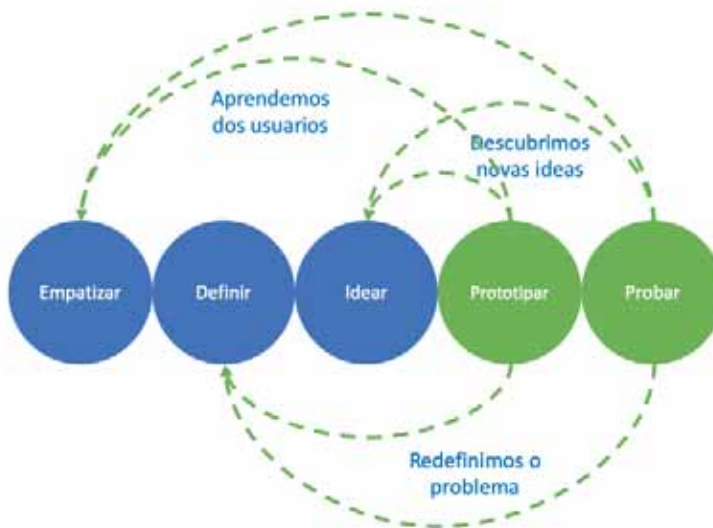 Aprendemos
dos usuarios
Descubrimos
novas ideas
Empatizar
Definir
Idear
Prototipar
Probar
Redefinimos o
problema